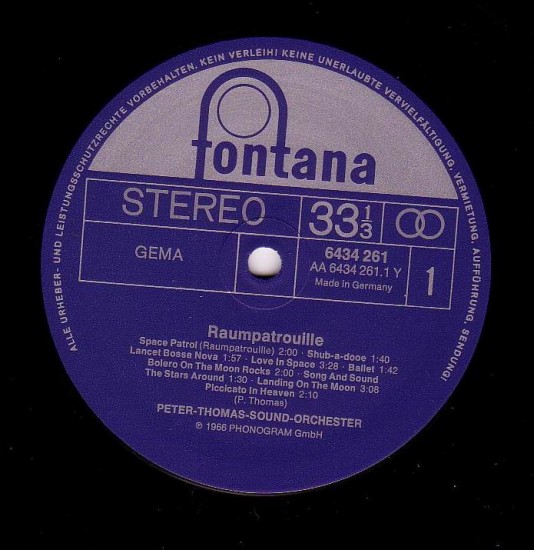 ALLE URHEBER- UND LEISTUNGSSCHUTZRECHTE VORBEHALTEN. KEIN VERLEIH! KEINE UNERLAUBTE VERVIELFÄLTIGUNG, VERMIETUNG, AUFFÜHRUNG, SENDUNG!
fontana
STEREO
33 1/3
GEMA
6434 261
AA 6434 261.1 Y
Made in Germany
1
Raumpatrouille
Space Patrol (Raumpatrouille) 2:00 · Shub-a-dooe 1:40
Lancet Bossa Nova 1:57 · Love in Space 3:28 · Ballet 1:42
Bolero On The Moon Rocks 2:00 · Song And Sound
The Stars Around 1:30 · Landing On The Moon 3:08
Piccicato in Heaven 2:10
(P. Thomas)
PETER-THOMAS-SOUND-ORCHESTER
℗ 1966 PHONOGRAM GmbH